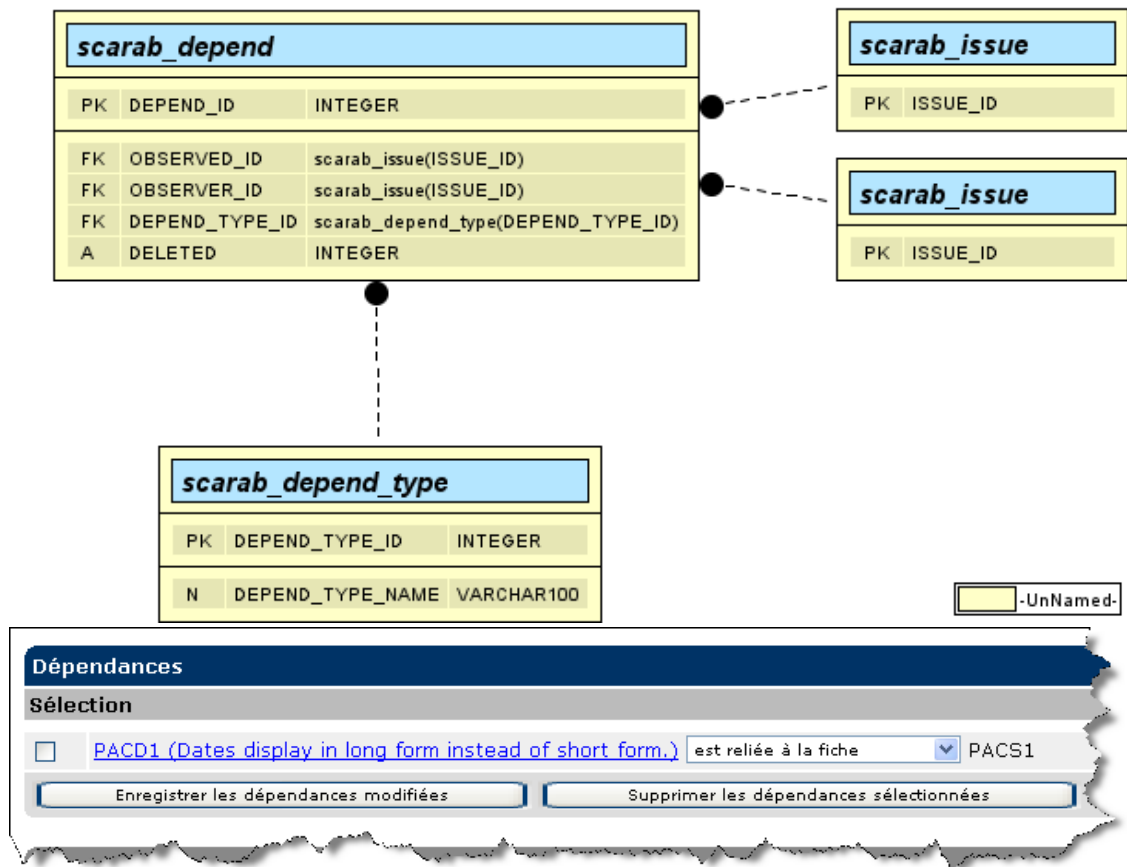 scarab_depend
PK DEPEND_ID INTEGER
FK OBSERVED_ID scarab_issue(ISSUE_ID)
FK OBSERVER_ID scarab_issue(ISSUE_ID)
FK DEPEND_TYPE_ID scarab_depend_type(DEPEND_TYPE_ID)
A DELETED INTEGER
scarab_issue
PK ISSUE_ID
scarab_issue
PK ISSUE_ID
scarab_depend_type
PK DEPEND_TYPE_ID INTEGER
N DEPEND_TYPE_NAME VARCHAR100
-UnNamed-
Dépendances
Sélection
PACD1 (Dates display in long form instead of short form.) est reliée à la fiche PACS1
Enregistrer les dépendances modifiées Supprimer les dépendances sélectionnées